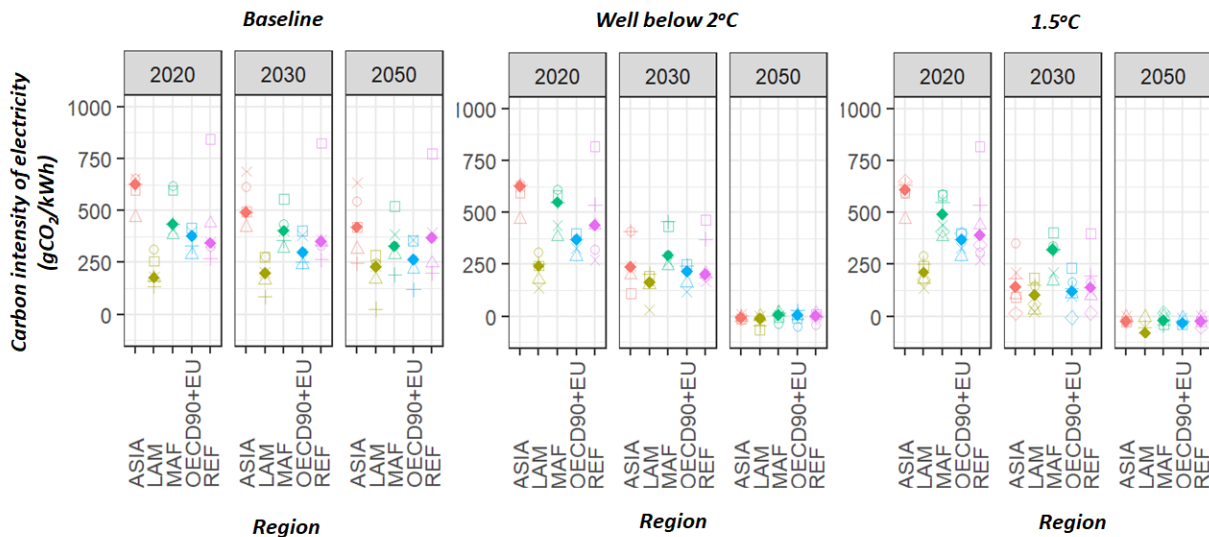 Baseline
Well below 2°C
1.5°C
Carbon intensity of electricity
(gCO₂/kWh)
2020
2030
2050
1000
750
500
250
0
ASIA
LAM
MAF
OECD90+EU
REF
ASIA
LAM
MAF
OECD90+EU
REF
ASIA
LAM
MAF
OECD90+EU
REF
Region
2020
2030
2050
1000
750
500
250
0
ASIA
LAM
MAF
OECD90+EU
REF
ASIA
LAM
MAF
OECD90+EU
REF
ASIA
LAM
MAF
OECD90+EU
REF
Region
2020
2030
2050
1000
750
500
250
0
ASIA
LAM
MAF
OECD90+EU
REF
ASIA
LAM
MAF
OECD90+EU
REF
ASIA
LAM
MAF
OECD90+EU
REF
Region